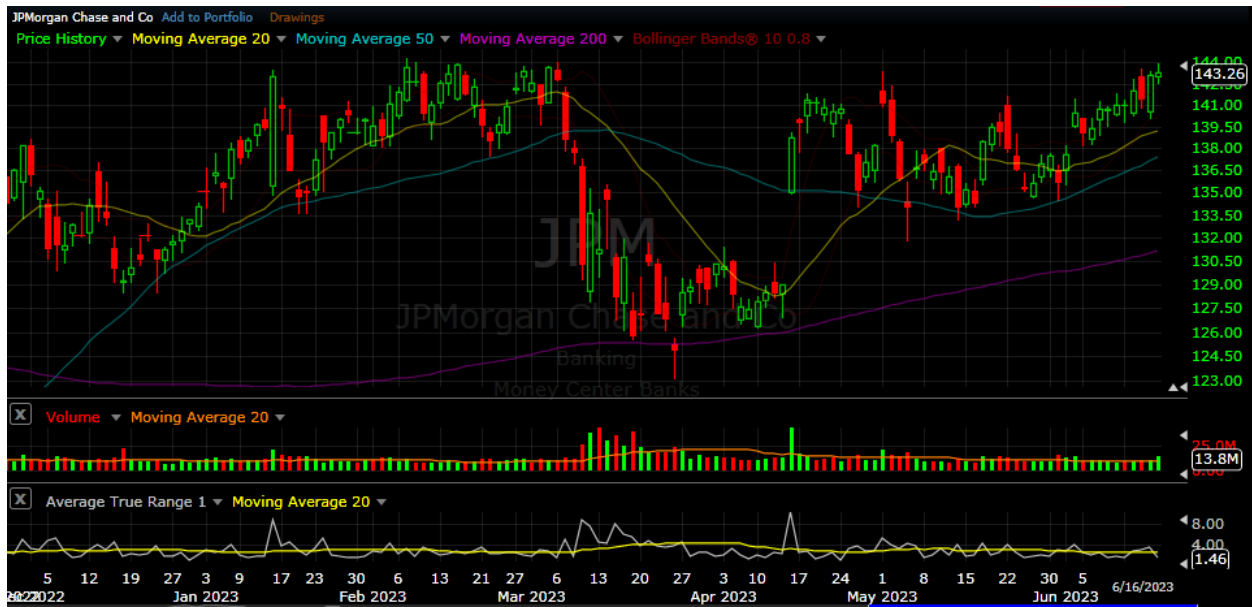 JPMorgan Chase and Co Add to Portfolio Drawings
Price History Moving Average 20 Moving Average 50 Moving Average 200 Bollinger Bands® 10 0.8
144.00
143.26
142.50
141.00
139.50
138.00
136.50
135.00
133.50
132.00
130.50
129.00
127.50
126.00
124.50
123.00
JPM
JPMorgan Chase and Co
Banking
Money Center Banks
X Volume Moving Average 20
25.0M
13.8M
0.00
X Average True Range 1 Moving Average 20
8.00
4.00
1.46
5 12 19 27 3 9 17 23 30 6 13 21 27 6 13 20 27 3 10 17 24 1 8 15 22 30 5 6/16/2023
2022 Jan 2023 Feb 2023 Mar 2023 Apr 2023 May 2023 Jun 2023